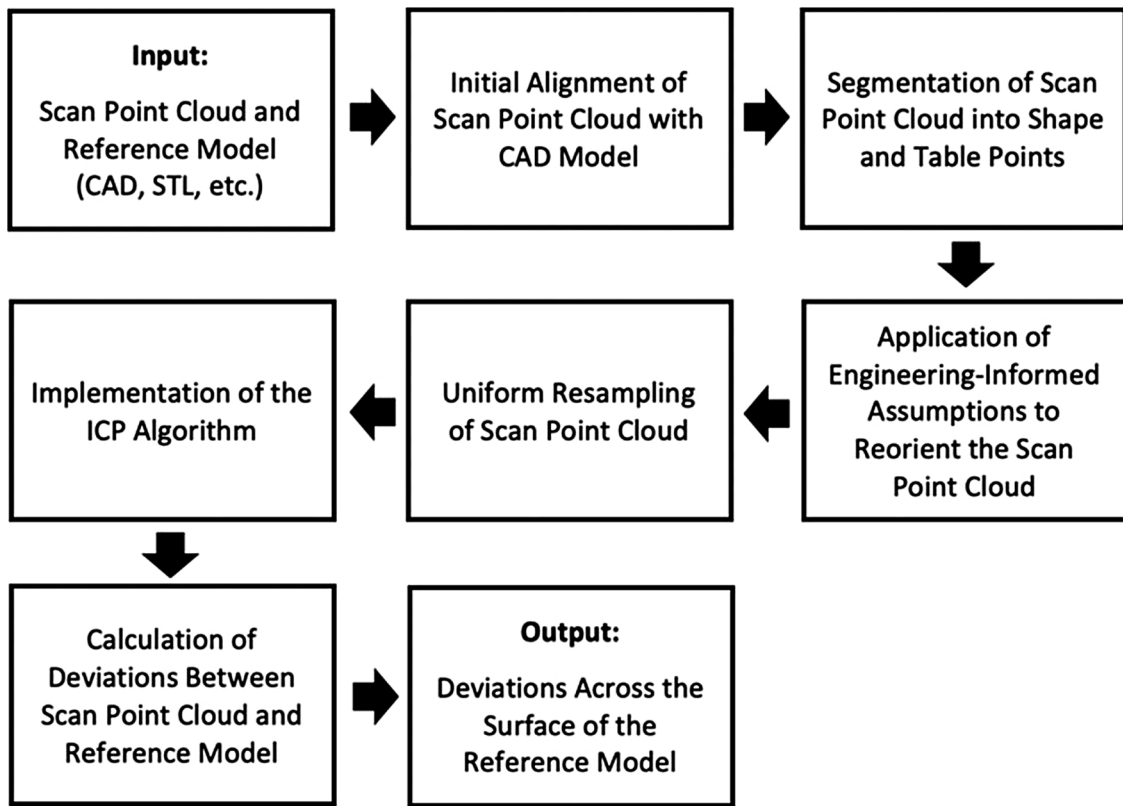 Input:
Scan Point Cloud and
Reference Model
(CAD, STL, etc.)
Initial Alignment of
Scan Point Cloud with
CAD Model
Segmentation of Scan
Point Cloud into Shape
and Table Points
Application of
Engineering-Informed
Assumptions to
Reorient the Scan
Point Cloud
Uniform Resampling
of Scan Point Cloud
Implementation of the
ICP Algorithm
Calculation of
Deviations Between
Scan Point Cloud and
Reference Model
Output:
Deviations Across the
Surface of the
Reference Model